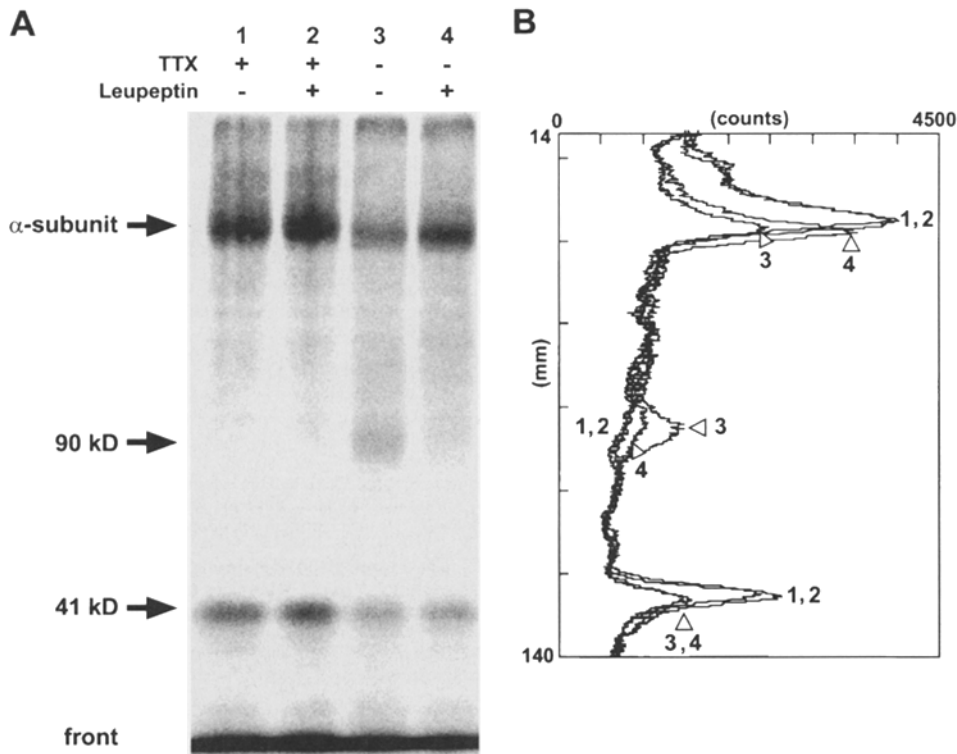 A
1 2 3 4
TTX + + - -
Leupeptin - + - +
α-subunit
90 kD
41 kD
front
B
0 (counts) 4500
14
1,2
3 4
(mm)
1,2 3
4
1,2
3,4
140